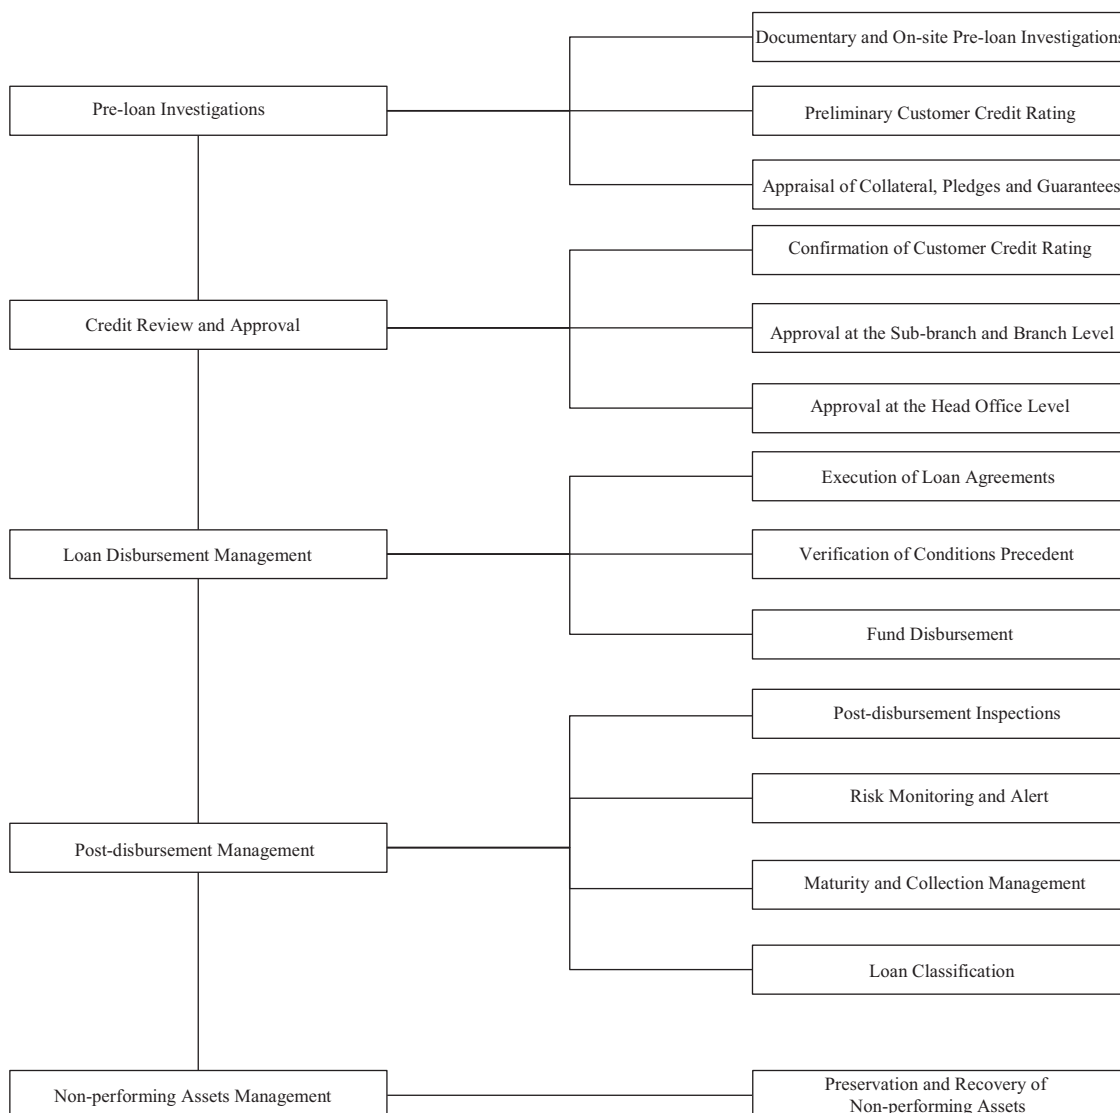 Pre-loan Investigations
Documentary and On-site Pre-loan Investigations
Preliminary Customer Credit Rating
Appraisal of Collateral, Pledges and Guarantees
Credit Review and Approval
Confirmation of Customer Credit Rating
Approval at the Sub-branch and Branch Level
Approval at the Head Office Level
Loan Disbursement Management
Execution of Loan Agreements
Verification of Conditions Precedent
Fund Disbursement
Post-disbursement Management
Post-disbursement Inspections
Risk Monitoring and Alert
Maturity and Collection Management
Loan Classification
Non-performing Assets Management
Preservation and Recovery of
Non-performing Assets